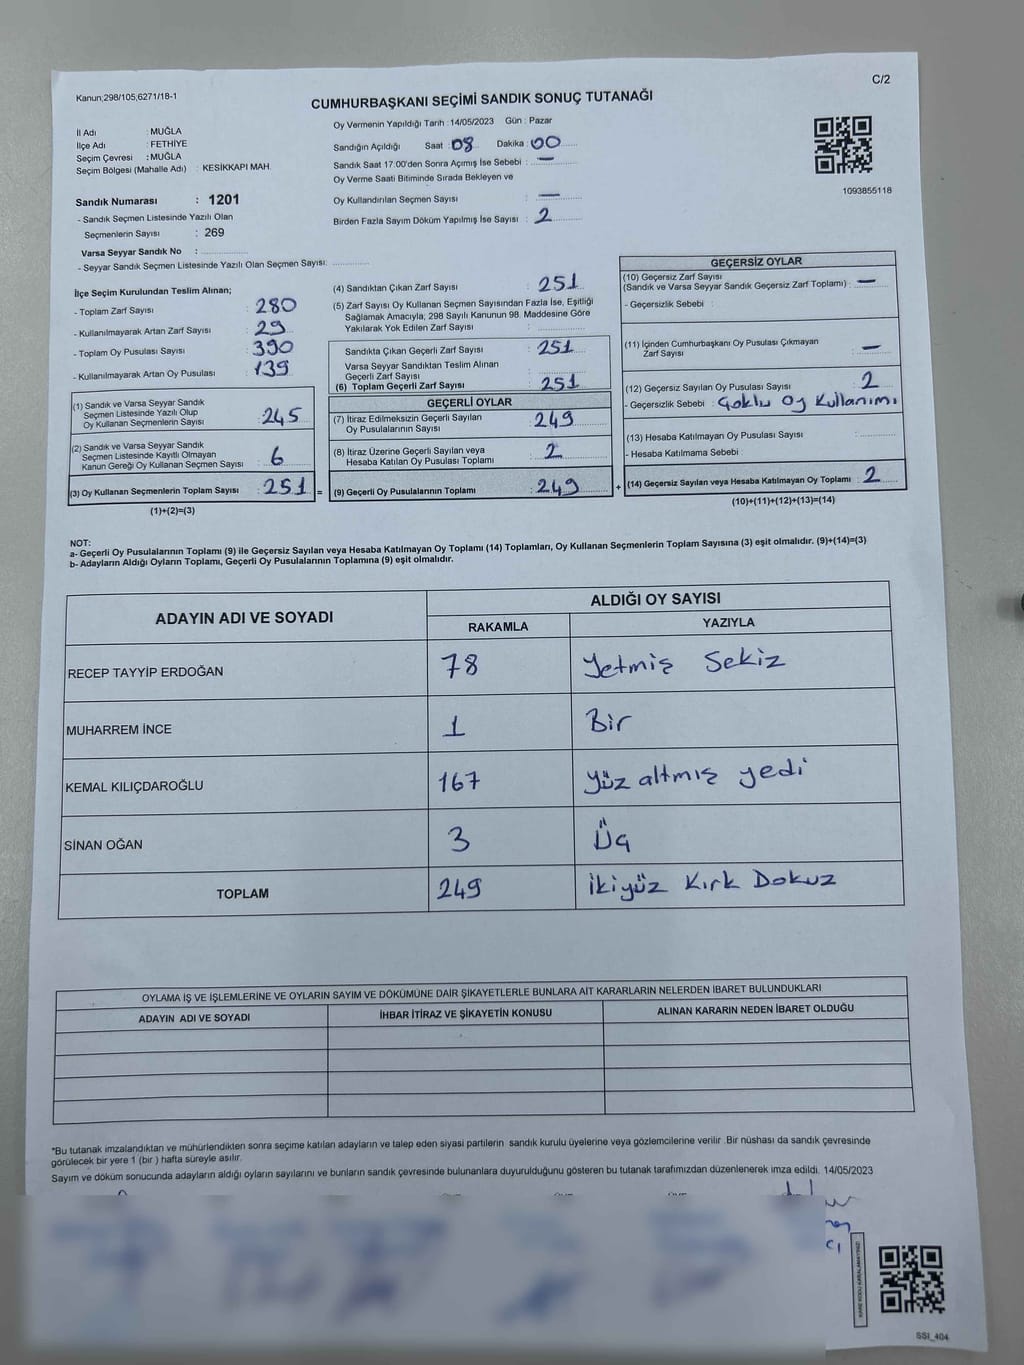 C/2
Kanun;298/105;6271/18-1
CUMHURBAŞKANI SEÇİMİ SANDIK SONUÇ TUTANAĞI
İl Adı : MUĞLA
İlçe Adı : FETHİYE
Seçim Çevresi : MUĞLA
Seçim Bölgesi (Mahalle Adı) : KESİKKAPI MAH.
Sandık Numarası : 1201
- Sandık Seçmen Listesinde Yazılı Olan
Seçmenlerin Sayısı : 269
Varsa Seyyar Sandık No :
- Seyyar Sandık Seçmen Listesinde Yazılı Olan Seçmen Sayısı:
Oy Vermenin Yapıldığı Tarih : 14/05/2023 Gün : Pazar
Sandığın Açıldığı Saat : 08 Dakika : 00
Sandık Saat 17:00'den Sonra Açımış İse Sebebi : —
Oy Verme Saati Bitiminde Sırada Bekleyen ve
Oy Kullandırılan Seçmen Sayısı : —
Birden Fazla Sayım Döküm Yapılmış İse Sayısı : 2
1093855118
İlçe Seçim Kurulundan Teslim Alınan;
- Toplam Zarf Sayısı : 280
- Kullanılmayarak Artan Zarf Sayısı : 29
- Toplam Oy Pusulası Sayısı : 390
- Kullanılmayarak Artan Oy Pusulası : 139
(1) Sandık ve Varsa Seyyar Sandık
Seçmen Listesinde Yazılı Olup
Oy Kullanan Seçmenlerin Sayısı : 245
(2) Sandık ve Varsa Seyyar Sandık
Seçmen Listesinde Kayıtlı Olmayan
Kanun Gereği Oy Kullanan Seçmen Sayısı : 6
(3) Oy Kullanan Seçmenlerin Toplam Sayısı : 251 =
(1)+(2)=(3)
(4) Sandıktan Çıkan Zarf Sayısı : 251
(5) Zarf Sayısı Oy Kullanan Seçmen Sayısından Fazla İse, Eşitliği
Sağlamak Amacıyla; 298 Sayılı Kanunun 98. Maddesine Göre
Yakılarak Yok Edilen Zarf Sayısı :
Sandıkta Çıkan Geçerli Zarf Sayısı : 251
Varsa Seyyar Sandıktan Teslim Alınan
Geçerli Zarf Sayısı :
(6) Toplam Geçerli Zarf Sayısı : 251
GEÇERLİ OYLAR
(7) İtiraz Edilmeksizin Geçerli Sayılan
Oy Pusulalarının Sayısı : 249
(8) İtiraz Üzerine Geçerli Sayılan veya
Hesaba Katılan Oy Pusulası Toplamı : 2
(9) Geçerli Oy Pusulalarının Toplamı : 249 +
GEÇERSİZ OYLAR
(10) Geçersiz Zarf Sayısı
(Sandık ve Varsa Seyyar Sandık Geçersiz Zarf Toplamı) : —
- Geçersizlik Sebebi :
(11) İçinden Cumhurbaşkanı Oy Pusulası Çıkmayan
Zarf Sayısı : —
(12) Geçersiz Sayılan Oy Pusulası Sayısı : 2
- Geçersizlik Sebebi : Çoklu Oy Kullanımı
(13) Hesaba Katılmayan Oy Pusulası Sayısı :
- Hesaba Katılmama Sebebi :
(14) Geçersiz Sayılan veya Hesaba Katılmayan Oy Toplamı : 2
(10)+(11)+(12)+(13)=(14)
NOT:
a- Geçerli Oy Pusulalarının Toplamı (9) ile Geçersiz Sayılan veya Hesaba Katılmayan Oy Toplamı (14) Toplamları, Oy Kullanan Seçmenlerin Toplam Sayısına (3) eşit olmalıdır. (9)+(14)=(3)
b- Adayların Aldığı Oyların Toplamı, Geçerli Oy Pusulalarının Toplamına (9) eşit olmalıdır.
ADAYIN ADI VE SOYADI
ALDIĞI OY SAYISI
RAKAMLA YAZIYLA
RECEP TAYYİP ERDOĞAN 78 Yetmiş Sekiz
MUHARREM İNCE 1 Bir
KEMAL KILIÇDAROĞLU 167 Yüz altmış yedi
SİNAN OĞAN 3 Üç
TOPLAM 249 İkiyüz Kırk Dokuz
OYLAMA İŞ VE İŞLEMLERİNE VE OYLARIN SAYIM VE DÖKÜMÜNE DAİR ŞİKAYETLERLE BUNLARA AİT KARARLARIN NELERDEN İBARET BULUNDUKLARI
ADAYIN ADI VE SOYADI İHBAR İTİRAZ VE ŞİKAYETİN KONUSU ALINAN KARARIN NEDEN İBARET OLDUĞU
*Bu tutanak imzalandıktan ve mühürlendikten sonra seçime katılan adayların ve talep eden siyasi partilerin sandık kurulu üyelerine veya gözlemcilerine verilir .Bir nüshası da sandık çevresinde
görülecek bir yere 1 (bir ) hafta süreyle asılır.
Sayım ve döküm sonucunda adayların aldığı oyların sayılarını ve bunların sandık çevresinde bulunanlara duyurulduğunu gösteren bu tutanak tarafımızdan düzenlenerek imza edildi. 14/05/2023
KARE KODU KARALAMAYINIZ!
SSI_404